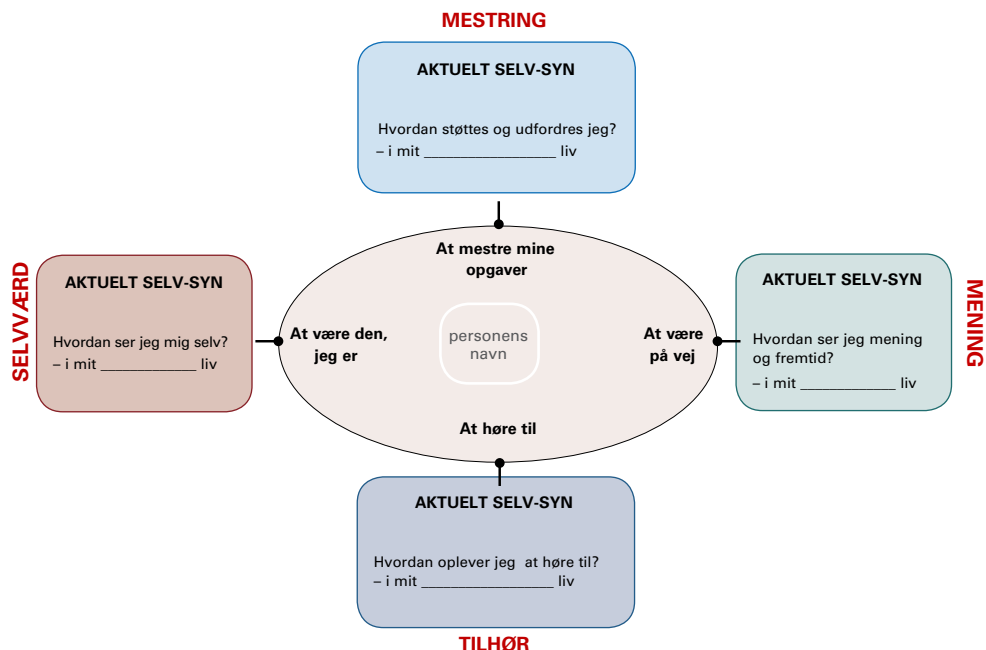 MESTRING
AKTUELT SELV-SYN
Hvordan støttes og udfordres jeg?
– i mit __________________ liv
At mestre mine
opgaver
SELVVÆRD
AKTUELT SELV-SYN
Hvordan ser jeg mig selv?
– i mit _____________ liv
At være den,
jeg er
personens
navn
At være
på vej
AKTUELT SELV-SYN
Hvordan ser jeg mening
og fremtid?
– i mit _____________ liv
MENING
At høre til
AKTUELT SELV-SYN
Hvordan oplever jeg  at høre til?
– i mit __________________ liv
TILHØR